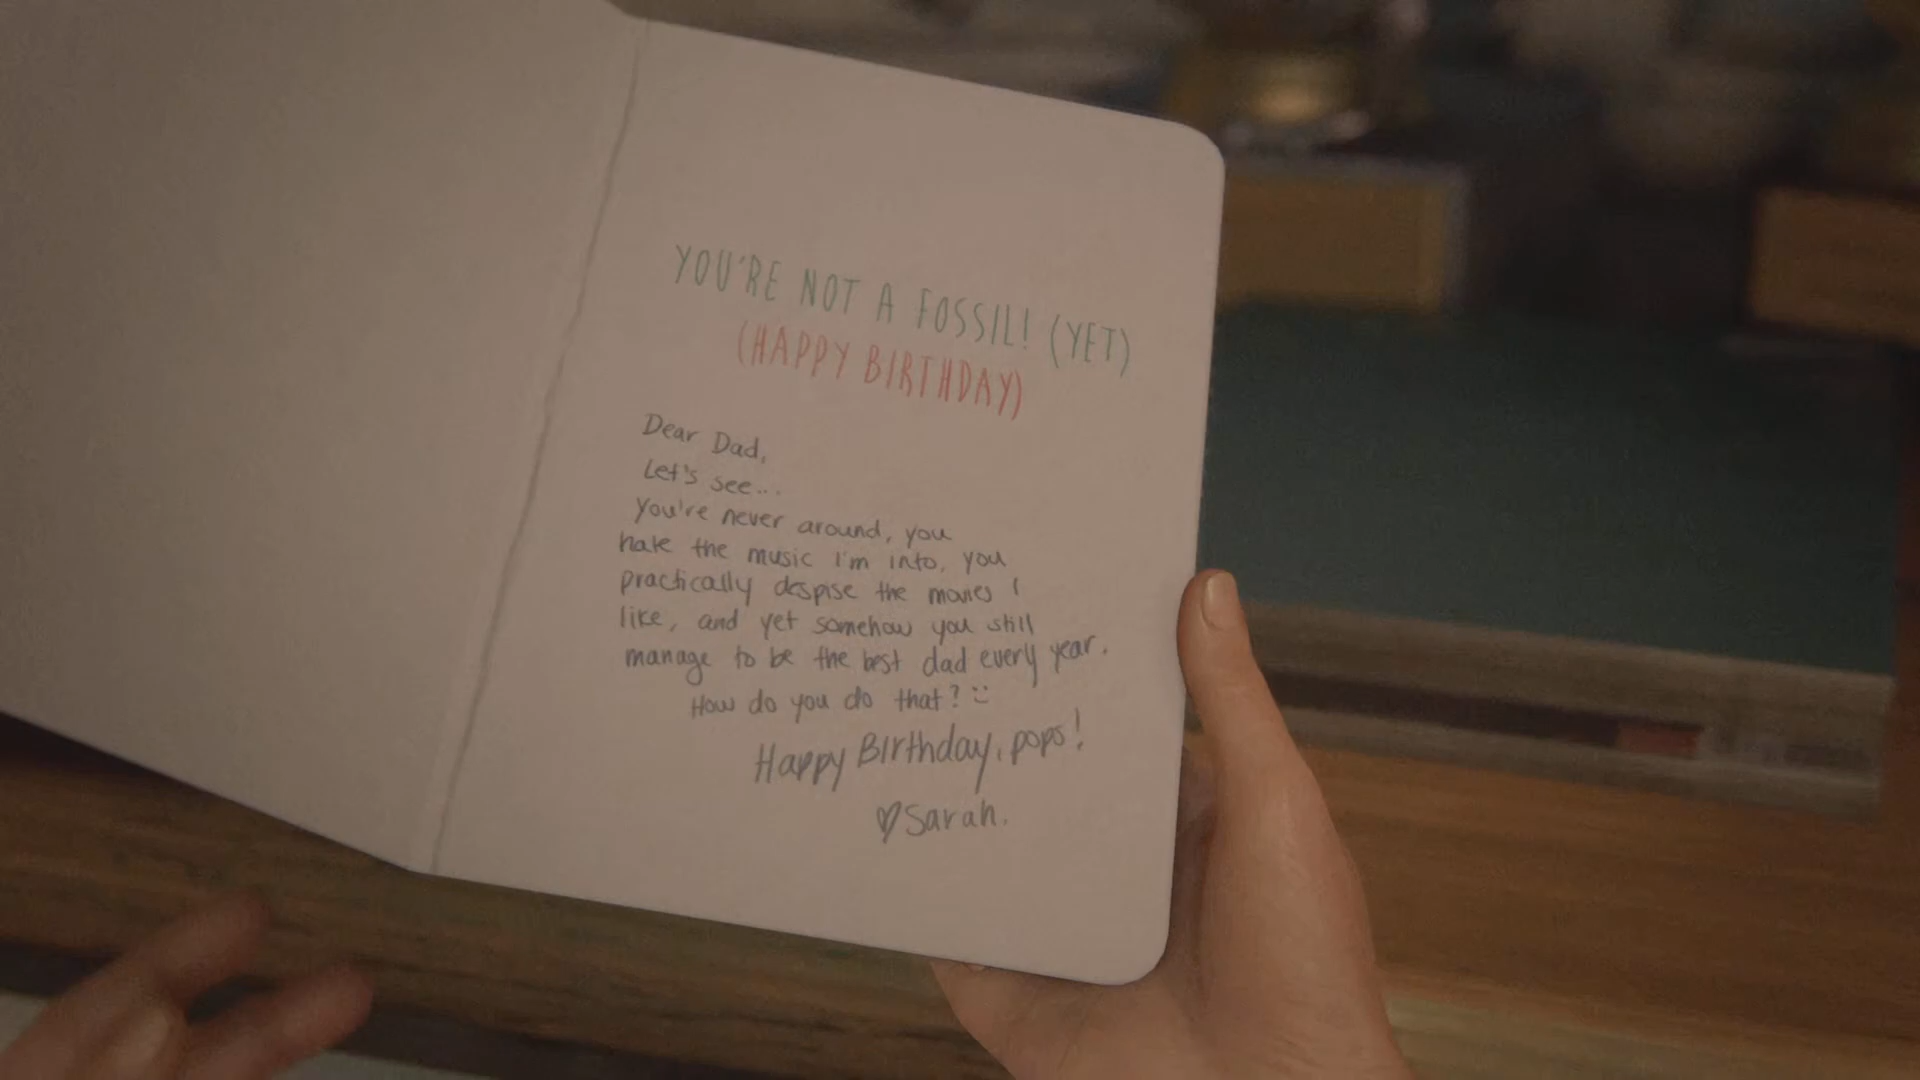 YOU'RE NOT A FOSSIL! (YET)
(HAPPY BIRTHDAY)
Dear Dad,
Let's see...
You're never around, you
hate the music I'm into, you
practically despise the movies I
like, and yet somehow you still
manage to be the best dad every year.
How do you do that? :)
Happy Birthday, pops!
♡ Sarah.